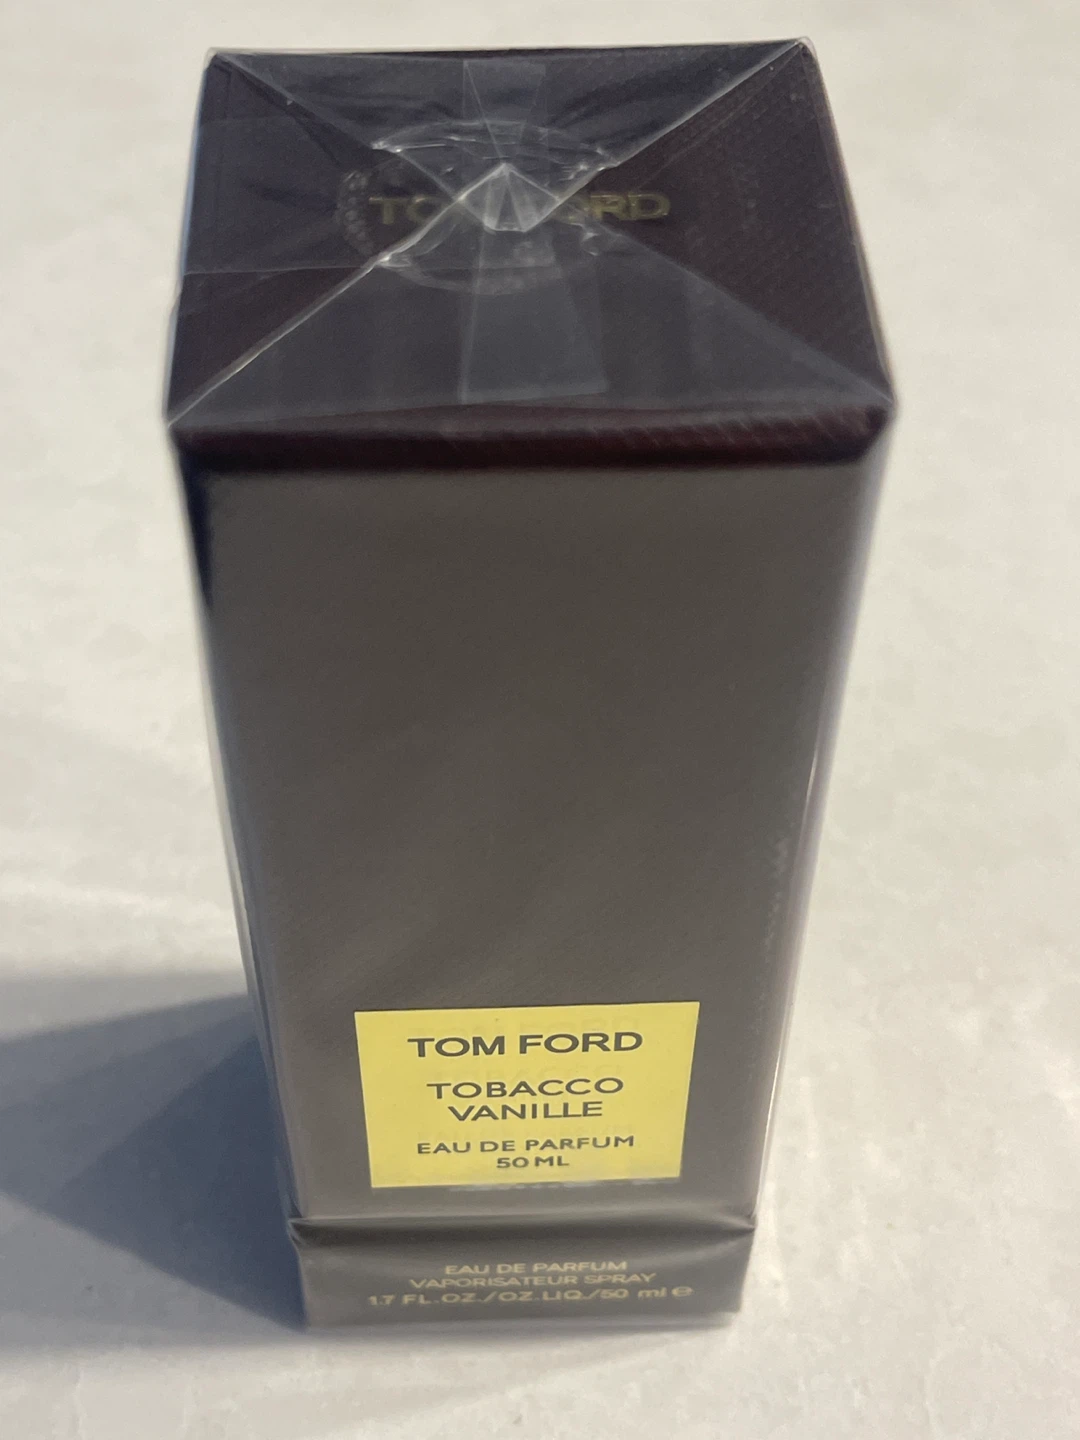 TOM FORD
TOM FORD
TOBACCO
VANILLE
EAU DE PARFUM
50 ML
EAU DE PARFUM
VAPORISATEUR SPRAY
1.7 FL.OZ./OZ.LIQ./50 ml e